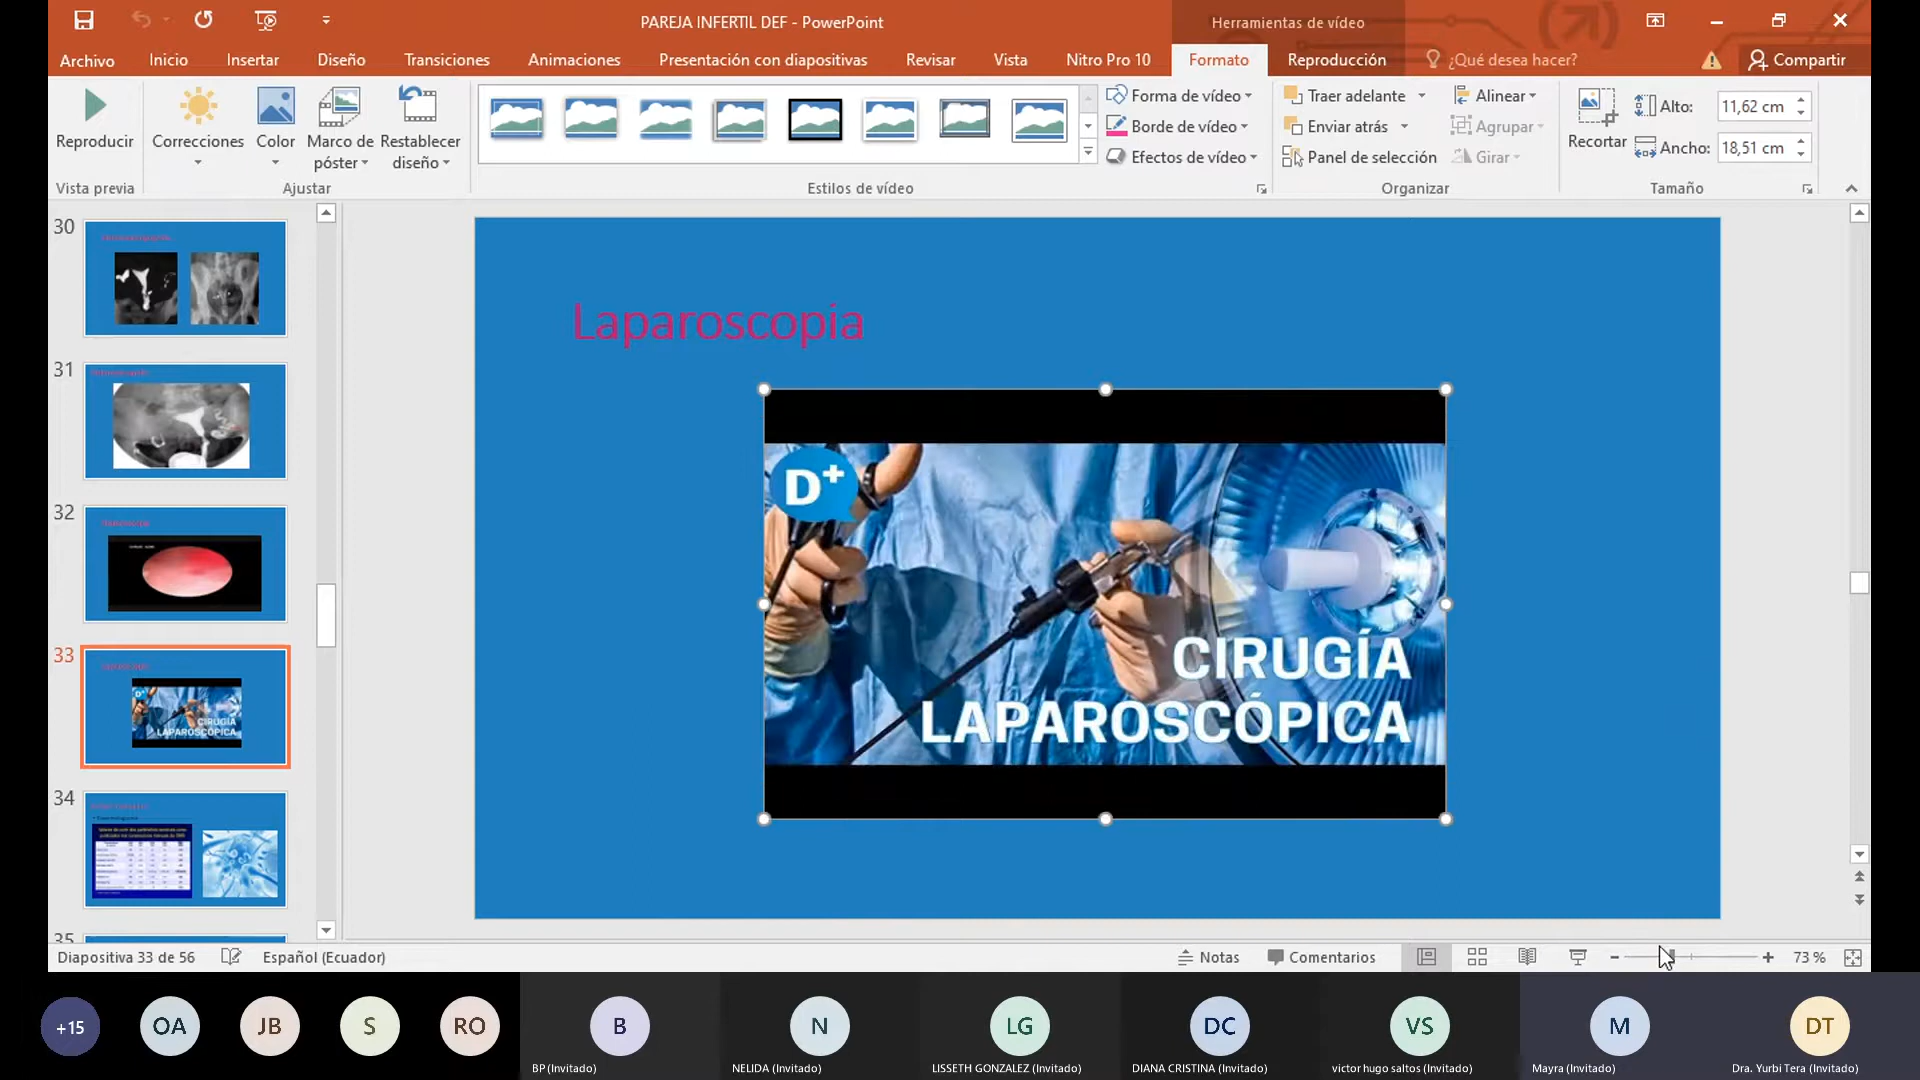 PAREJA INFERTIL DEF - PowerPoint
Herramientas de vídeo
Archivo Inicio Insertar Diseño Transiciones Animaciones Presentación con diapositivas Revisar Vista Nitro Pro 10 Formato Reproducción ¿Qué desea hacer? Compartir
Reproducir
Correcciones
Color
Marco de
póster
Restablecer
diseño
Forma de vídeo
Borde de vídeo
Efectos de vídeo
Traer adelante
Enviar atrás
Panel de selección
Alinear
Agrupar
Girar
Recortar
Alto: 11,62 cm
Ancho: 18,51 cm
Vista previa
Ajustar
Estilos de vídeo
Organizar
Tamaño
30
31
32
33
CIRUGÍA
LAPAROSCÓPICA
34
35
Laparoscopia
D+
CIRUGÍA
LAPAROSCÓPICA
Diapositiva 33 de 56
Español (Ecuador)
Notas
Comentarios
73 %
+15
OA
JB
S
RO
B
N
LG
DC
VS
M
DT
BP (Invitado)
NELIDA (Invitado)
LISSETH GONZALEZ (Invitado)
DIANA CRISTINA (Invitado)
victor hugo saltos (Invitado)
Mayra (Invitado)
Dra. Yurbi Tera (Invitado)